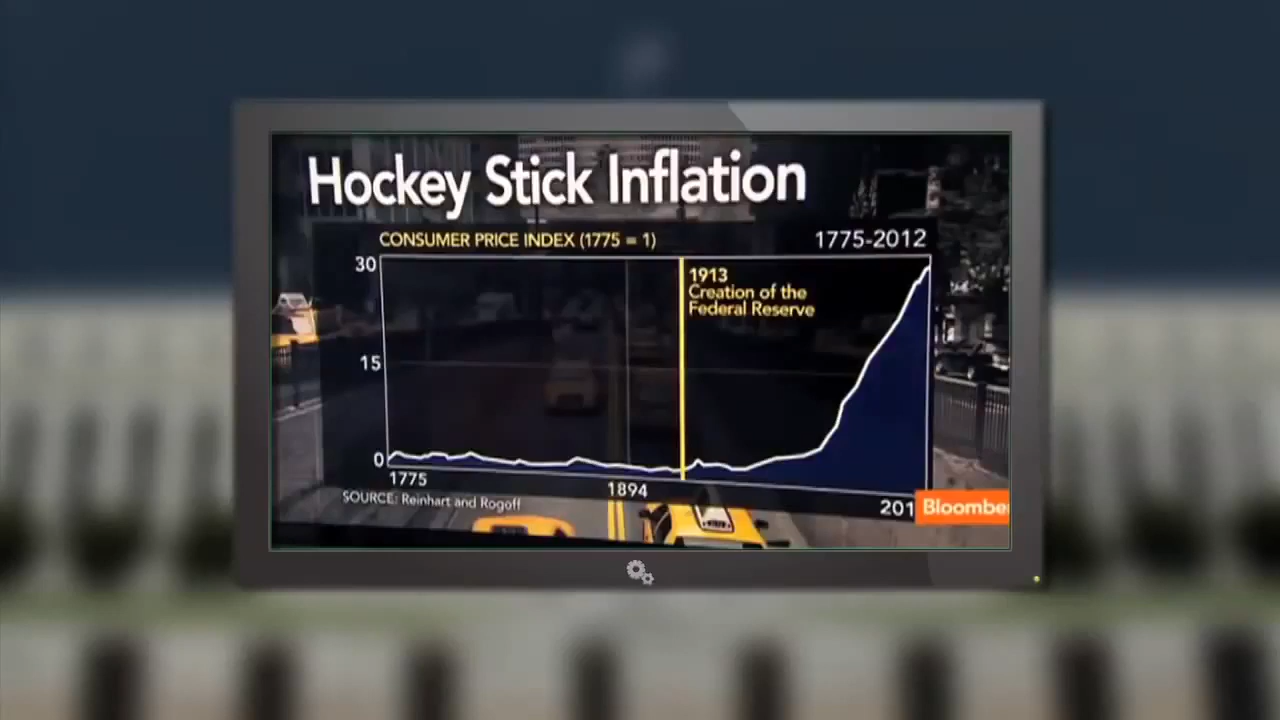 Hockey Stick Inflation
CONSUMER PRICE INDEX (1775 = 1)
1775-2012
30
1913
Creation of the
Federal Reserve
15
0
1775
1894
201
SOURCE: Reinhart and Rogoff
Bloomber